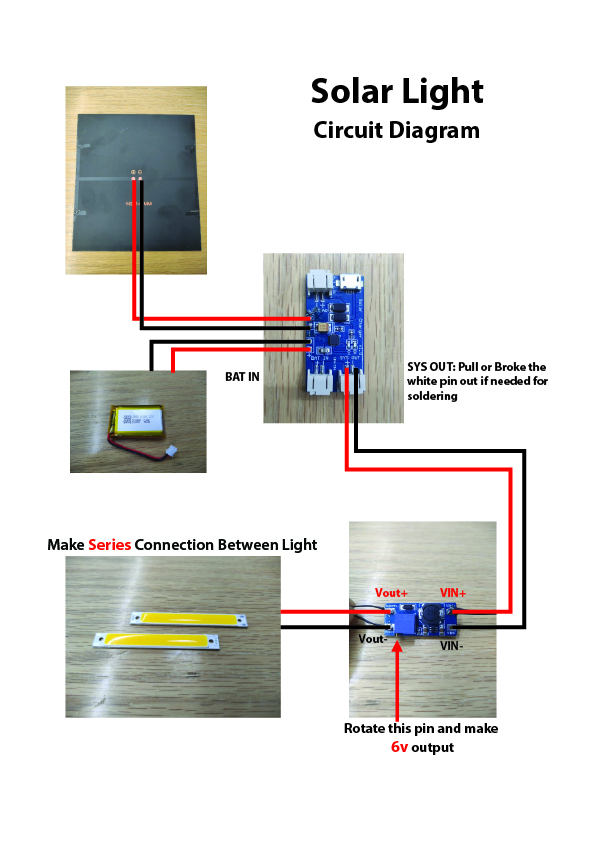 Solar Light
Circuit Diagram
BAT IN
SYS OUT: Pull or Broke the
white pin out if needed for
soldering
Make Series Connection Between Light
Vout+
VIN+
Vout-
VIN-
Rotate this pin and make
6v output